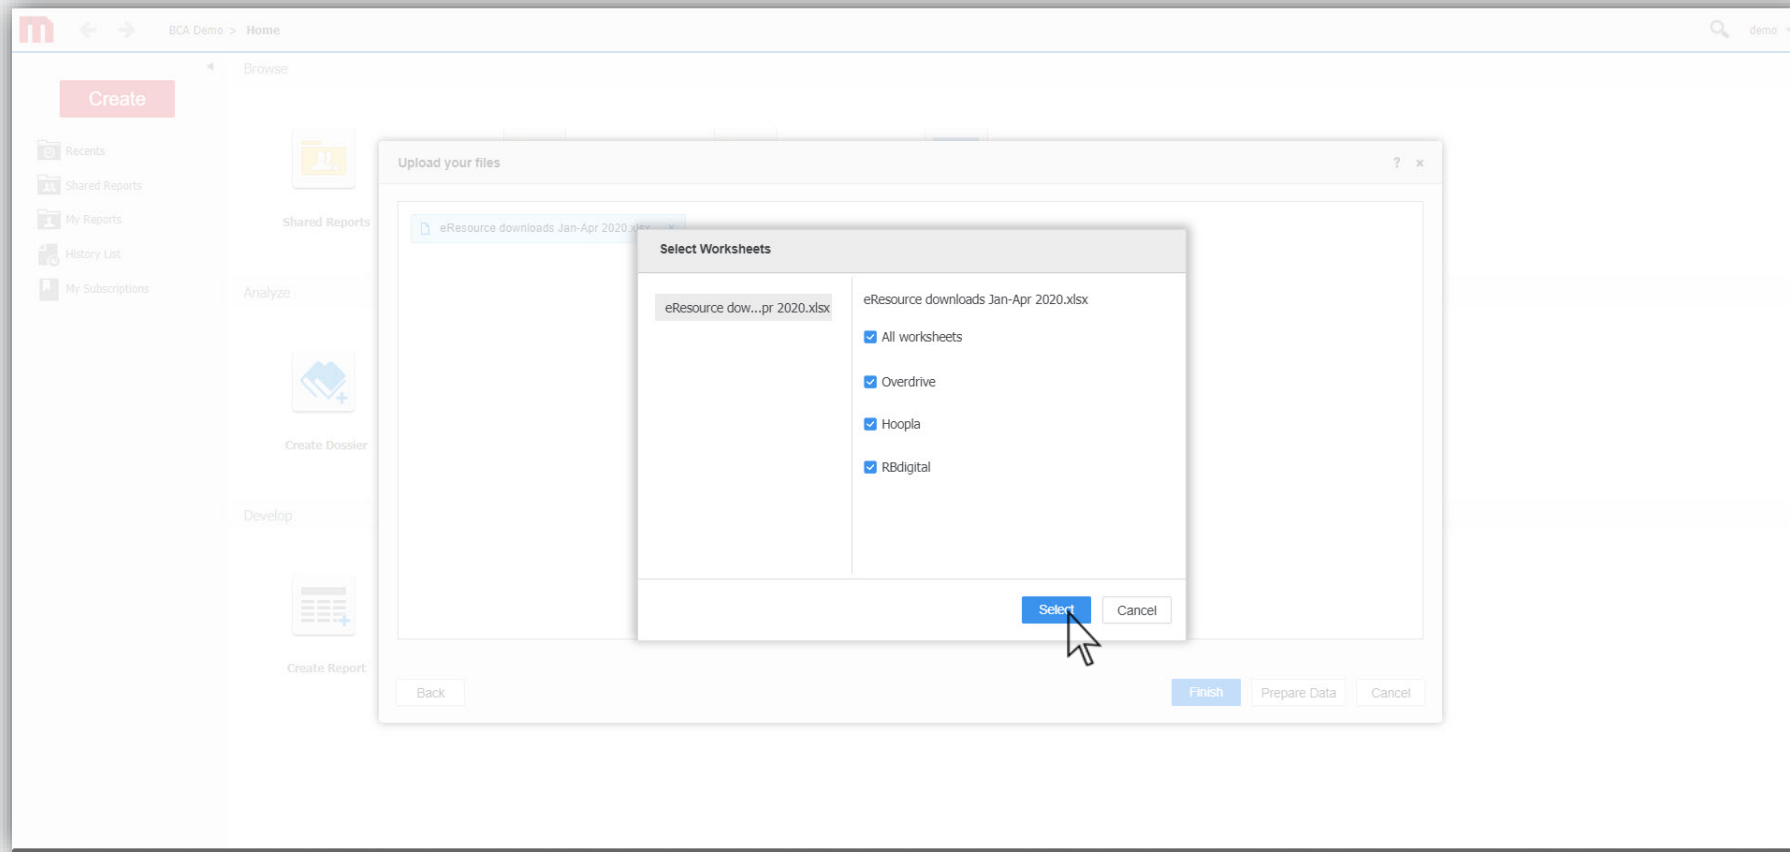 BCA Demo > Home
demo
Browse
Create
Recents
Shared Reports
My Reports
History List
My Subscriptions
Shared Reports
Analyze
Create Dossier
Develop
Create Report
Upload your files
? ×
eResource downloads Jan-Apr 2020.xlsx ×
Select Worksheets
eResource dow...pr 2020.xlsx
eResource downloads Jan-Apr 2020.xlsx
All worksheets
Overdrive
Hoopla
RBdigital
Select
Cancel
Back
Finish
Prepare Data
Cancel